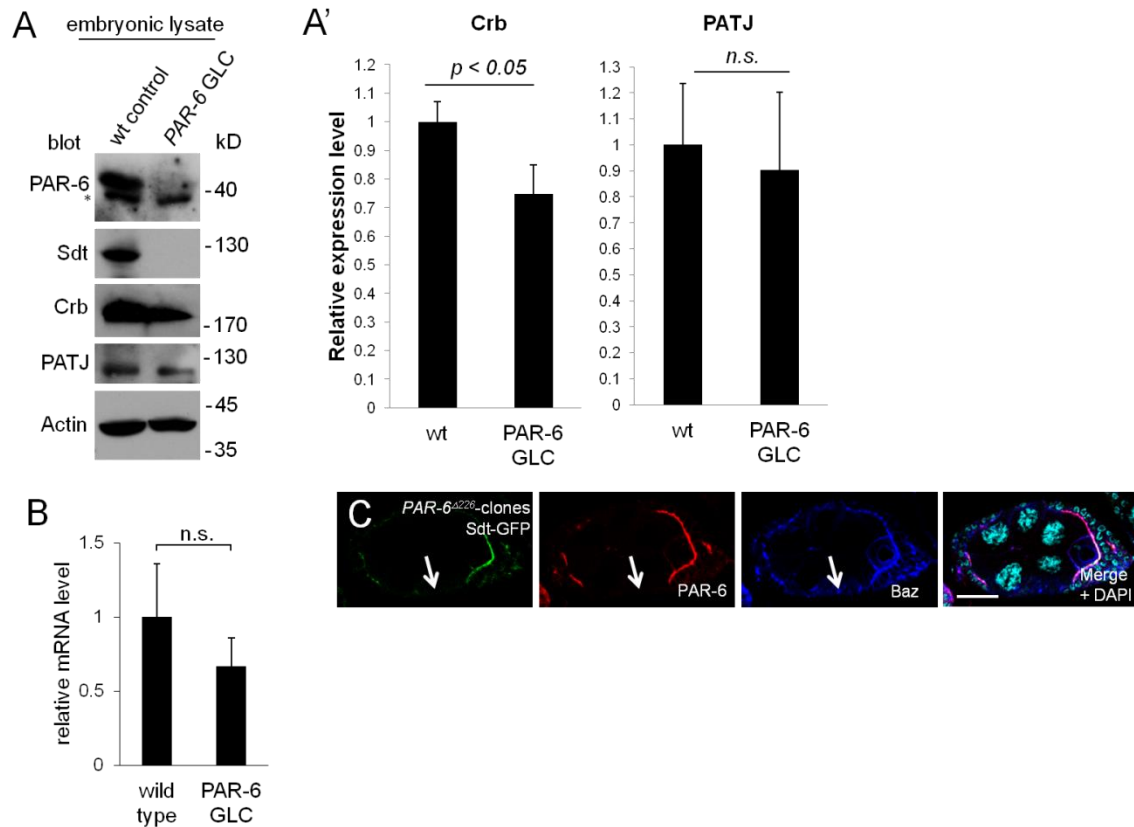 A
embryonic lysate
wt control
PAR-6 GLC
blot
kD
PAR-6
*
-40
Sdt
-130
Crb
-170
PATJ
-130
Actin
-45
-35
A'
Crb
Relative expression level
p < 0.05
1.2
1.1
1
0.9
0.8
0.7
0.6
0.5
0.4
0.3
0.2
0.1
0
wt
PAR-6
GLC
PATJ
n.s.
1.3
1.2
1.1
1
0.9
0.8
0.7
0.6
0.5
0.4
0.3
0.2
0.1
0
wt
PAR-6
GLC
B
relative mRNA level
n.s.
1.5
1
0.5
0
wild
type
PAR-6
GLC
C
PAR-6Δ226-clones
Sdt-GFP
PAR-6
Baz
Merge
+ DAPI